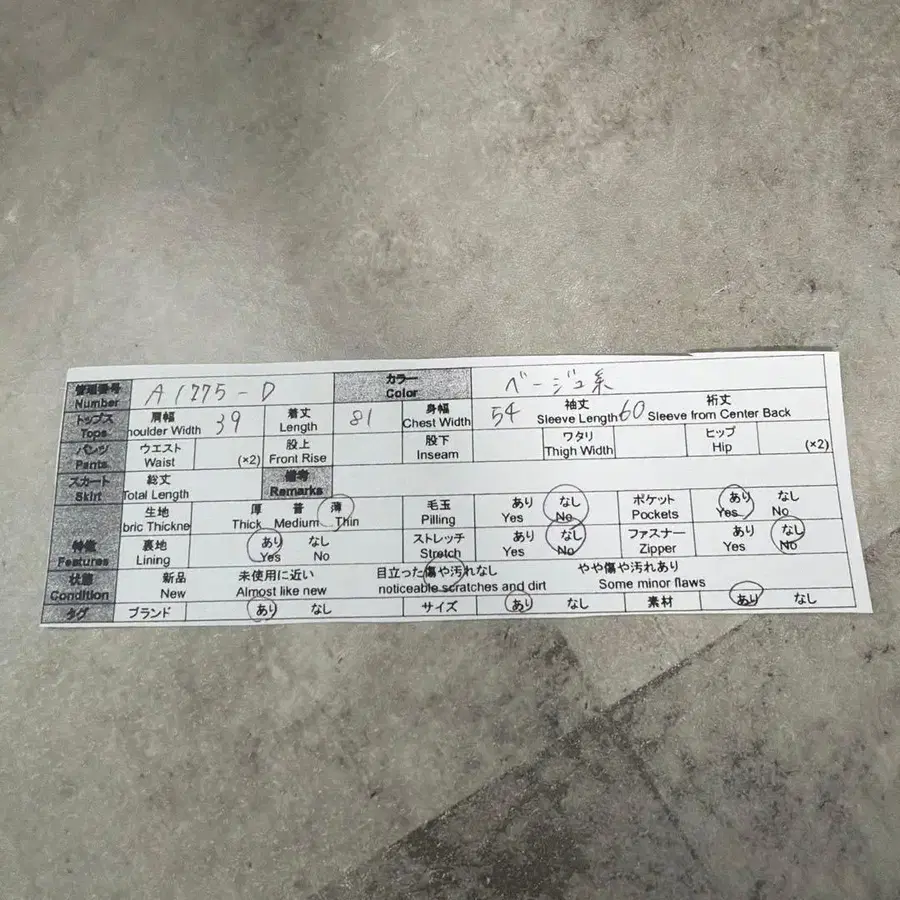 管理番号 A1775-D カラー ベージュ系
Number Color
トップス 肩幅 39 着丈 81 身幅 54 袖丈 60 裄丈
Tops houlder Width Length Chest Width Sleeve Length Sleeve from Center Back
パンツ ウエスト (×2) 股上 股下 ワタリ ヒップ (×2)
Pants Waist Front Rise Inseam Thigh Width Hip
スカート 総丈 備考
Skirt Total Length Remarks
特徴 生地 厚 普 薄 毛玉 あり なし ポケット あり なし
Features bric Thickne Thick Medium Thin Pilling Yes No Pockets Yes No
裏地 あり なし ストレッチ あり なし ファスナー あり なし
Lining Yes No Stretch Yes No Zipper Yes No
状態 新品 未使用に近い 目立った傷や汚れなし やや傷や汚れあり
Condition New Almost like new noticeable scratches and dirt Some minor flaws
タグ ブランド あり なし サイズ あり なし 素材 あり なし